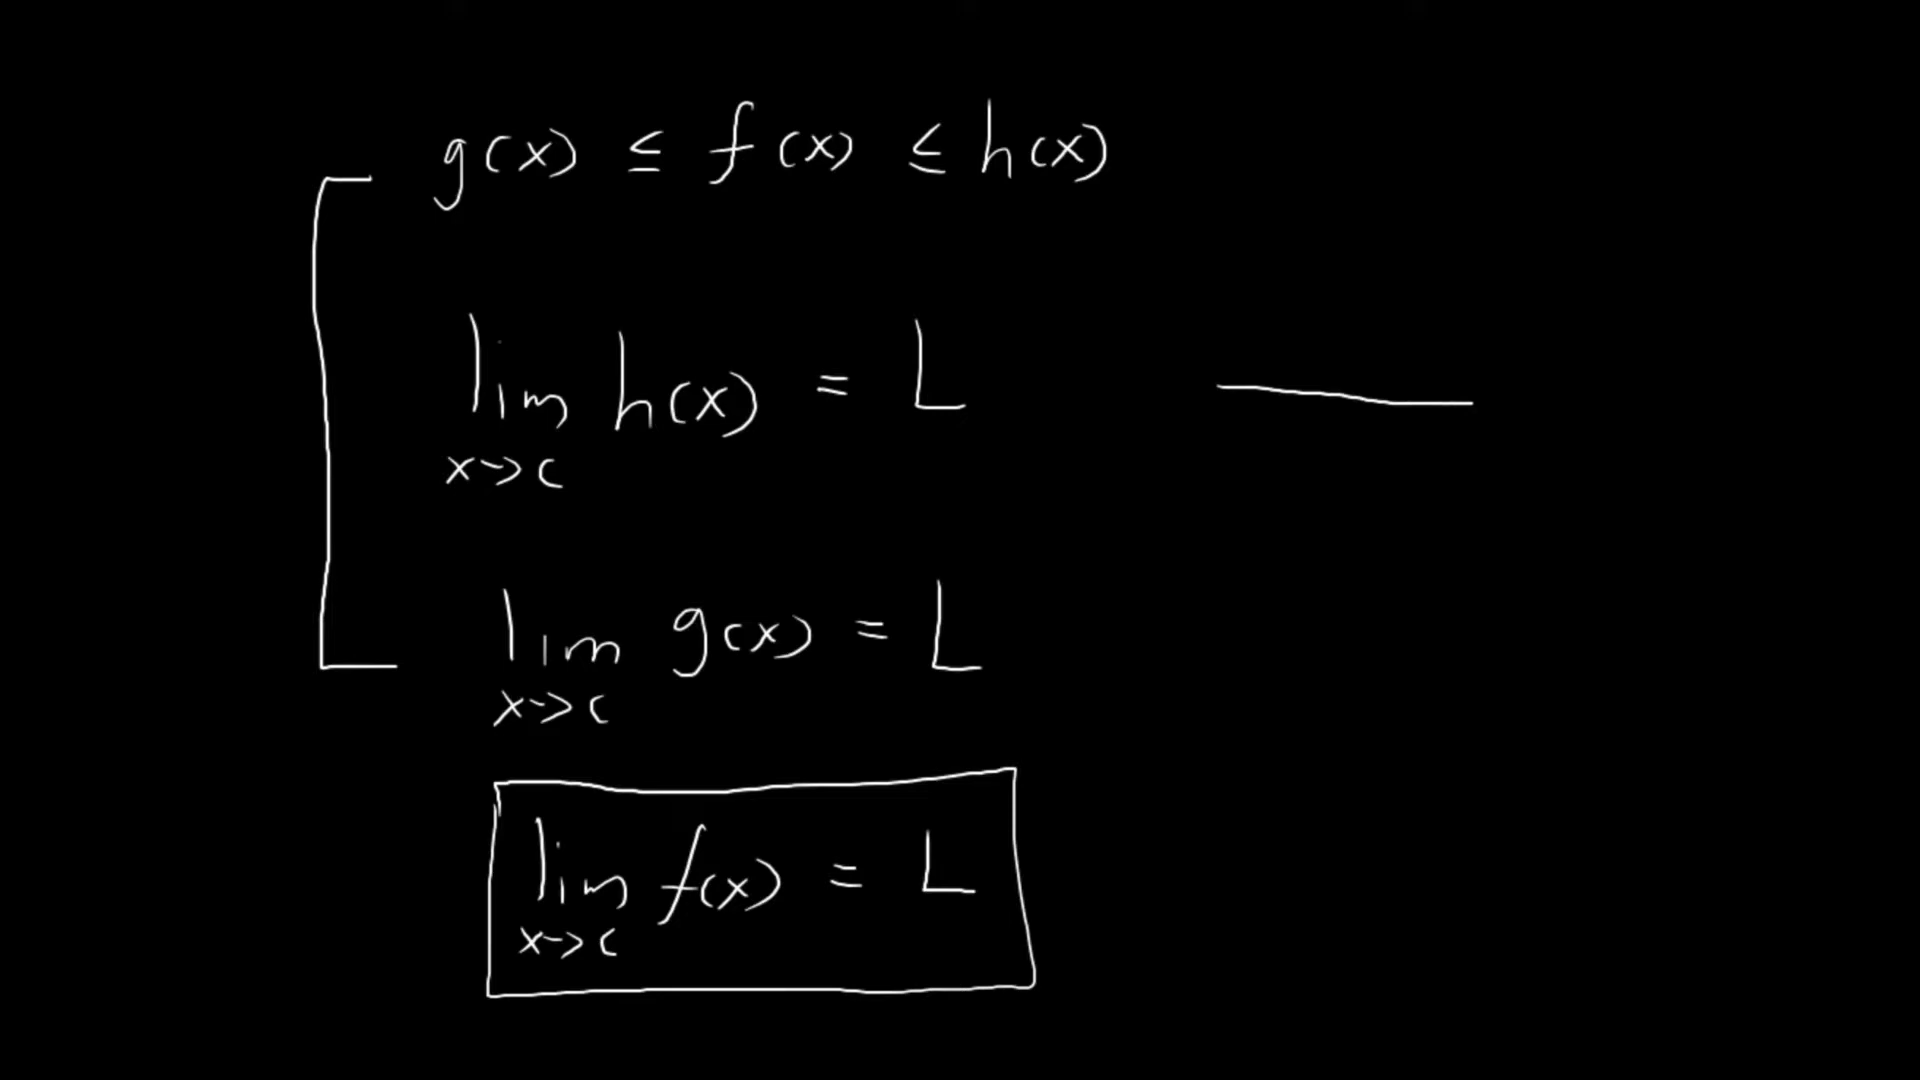 g(x) ≤ f(x) ≤ h(x)
lim h(x) = L
x->c
lim g(x) = L
x->c
lim f(x) = L
x->c